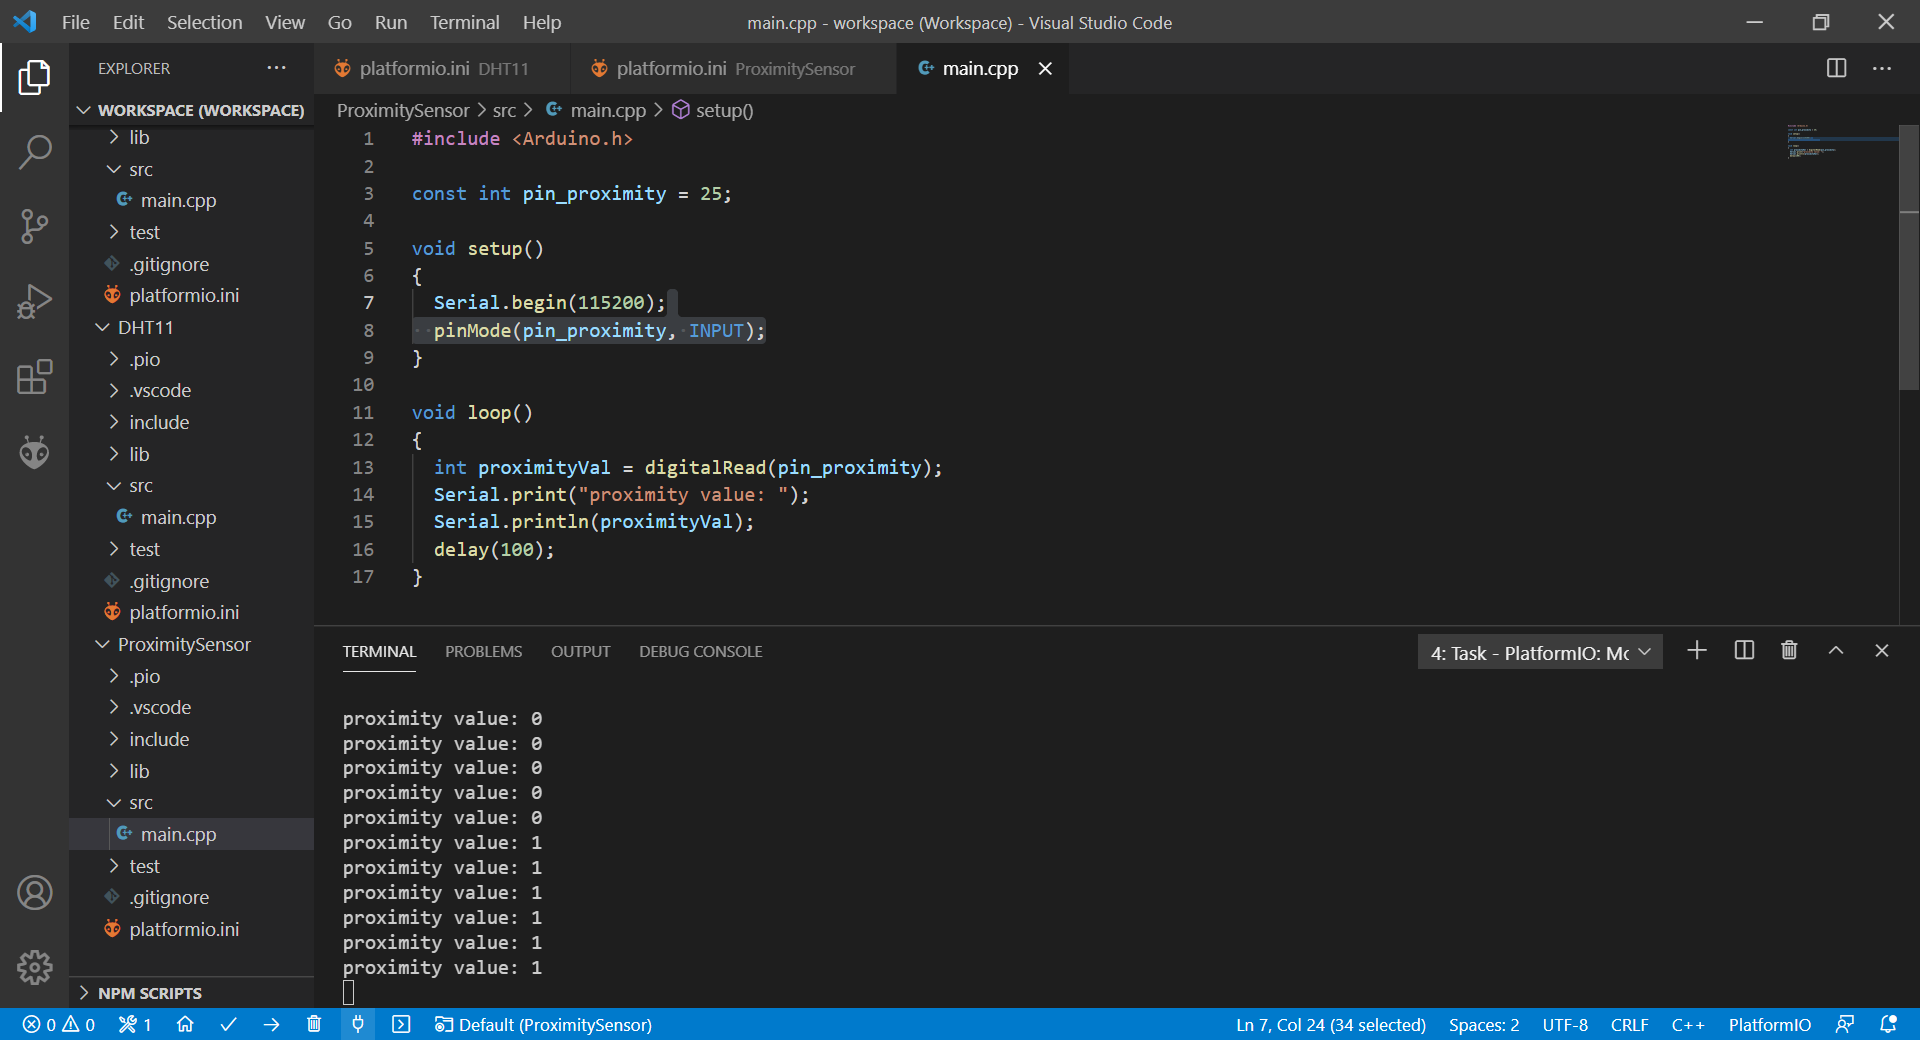 File Edit Selection View Go Run Terminal Help
main.cpp - workspace (Workspace) - Visual Studio Code
EXPLORER
WORKSPACE (WORKSPACE)
lib
src
main.cpp
test
.gitignore
platformio.ini
DHT11
.pio
.vscode
include
lib
src
main.cpp
test
.gitignore
platformio.ini
ProximitySensor
.pio
.vscode
include
lib
src
main.cpp
test
.gitignore
platformio.ini
NPM SCRIPTS
platformio.ini DHT11
platformio.ini ProximitySensor
main.cpp
ProximitySensor > src > main.cpp > setup()
1 #include <Arduino.h>
2
3 const int pin_proximity = 25;
4
5 void setup()
6 {
7 Serial.begin(115200);
8 pinMode(pin_proximity, INPUT);
9 }
10
11 void loop()
12 {
13 int proximityVal = digitalRead(pin_proximity);
14 Serial.print("proximity value: ");
15 Serial.println(proximityVal);
16 delay(100);
17 }
TERMINAL PROBLEMS OUTPUT DEBUG CONSOLE
4: Task - PlatformIO: Mc
proximity value: 0
proximity value: 0
proximity value: 0
proximity value: 0
proximity value: 0
proximity value: 1
proximity value: 1
proximity value: 1
proximity value: 1
proximity value: 1
proximity value: 1
0 0 1 Default (ProximitySensor)
Ln 7, Col 24 (34 selected) Spaces: 2 UTF-8 CRLF C++ PlatformIO